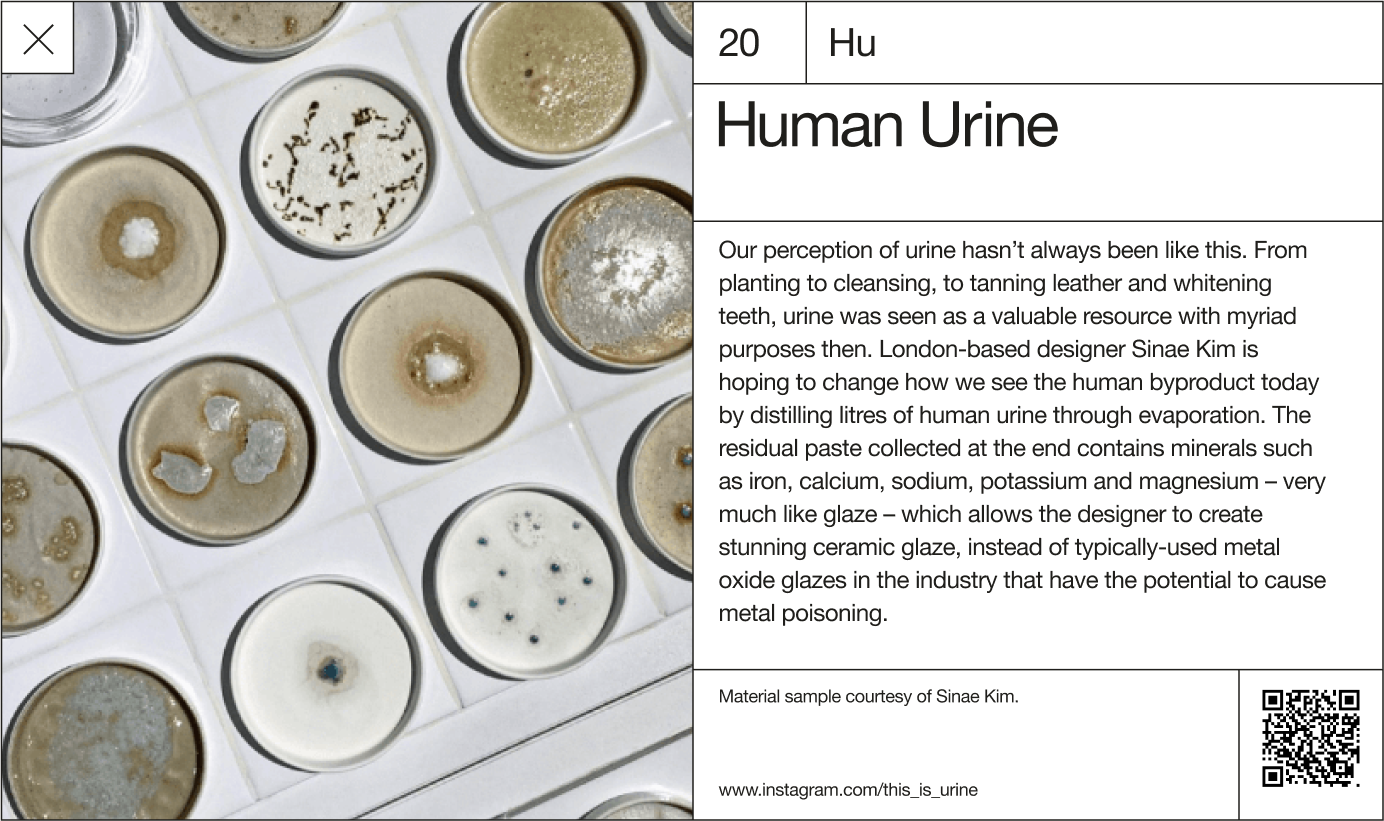 20
Hu
Human Urine
Our perception of urine hasn’t always been like this. From
planting to cleansing, to tanning leather and whitening
teeth, urine was seen as a valuable resource with myriad
purposes then. London-based designer Sinae Kim is
hoping to change how we see the human byproduct today
by distilling litres of human urine through evaporation. The
residual paste collected at the end contains minerals such
as iron, calcium, sodium, potassium and magnesium – very
much like glaze – which allows the designer to create
stunning ceramic glaze, instead of typically-used metal
oxide glazes in the industry that have the potential to cause
metal poisoning.
Material sample courtesy of Sinae Kim.
www.instagram.com/this_is_urine